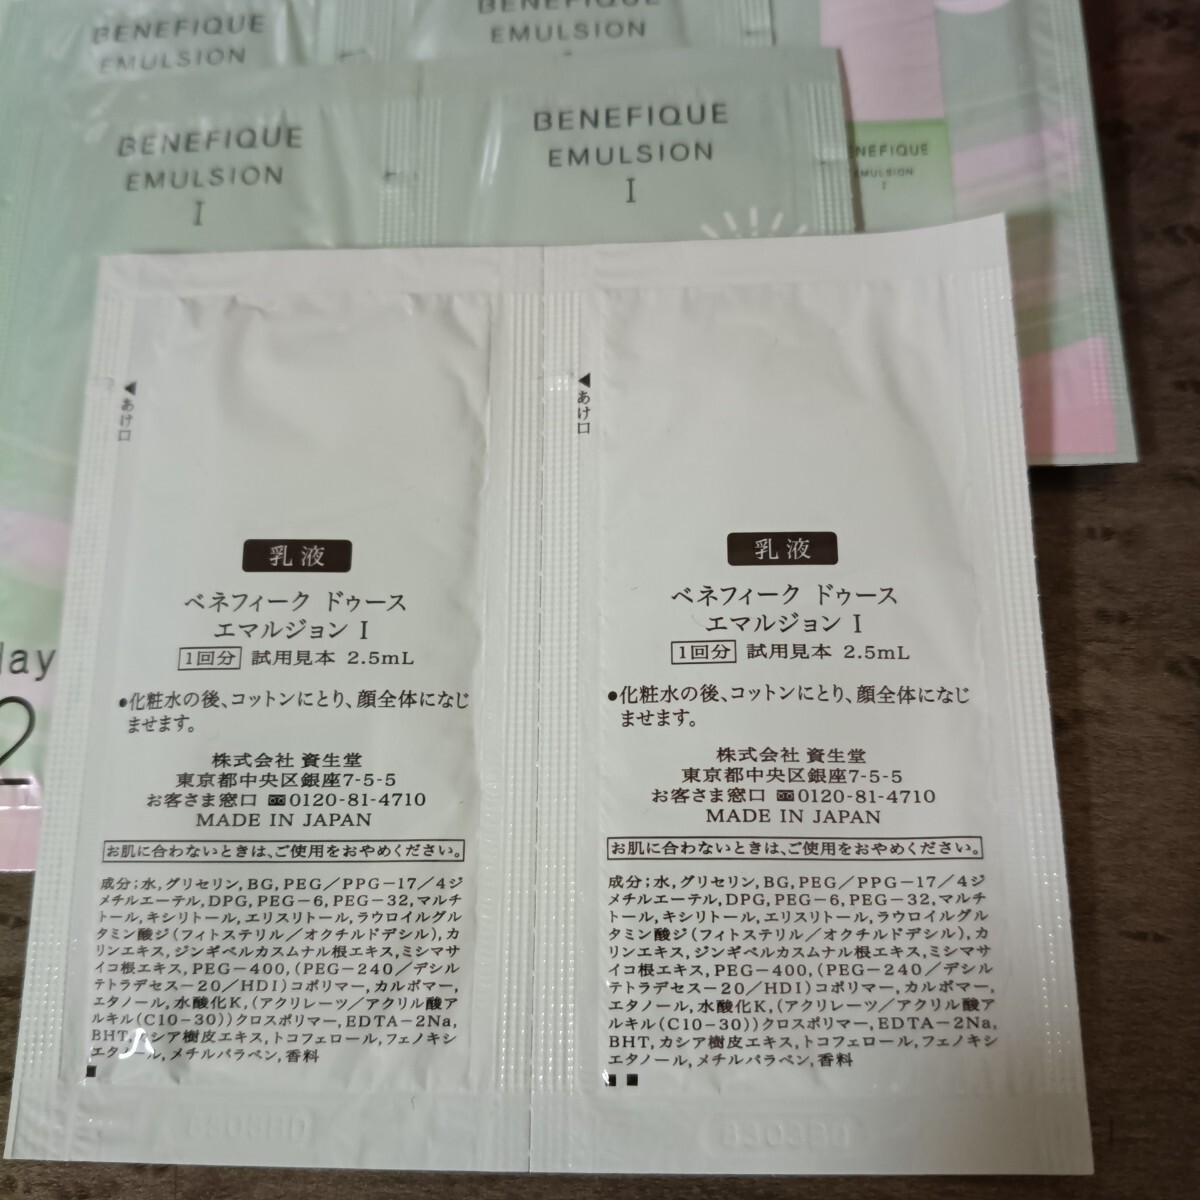 BENEFIQUE
EMULSION
BENEFIQUE
EMULSION
BENEFIQUE
EMULSION
I
BENEFIQUE
EMULSION
I
ENEFIQUE
EMULSION
I
day
2
◀あけ口
乳液
ベネフィーク ドゥース
エマルジョン I
1回分 試用見本 2.5mL
●化粧水の後、コットンにとり、顔全体になじ
ませます。
株式会社 資生堂
東京都中央区銀座7-5-5
お客さま窓口 0120-81-4710
MADE IN JAPAN
お肌に合わないときは、ご使用をおやめください。
成分:水,グリセリン,BG,PEG/PPG-17/4ジ
メチルエーテル,DPG,PEG-6,PEG-32,マルチ
トール,キシリトール,エリスリトール,ラウロイルグル
タミン酸ジ(フィトステリル/オクチルドデシル),カ
リンエキス,ジンギベルカスムナル根エキス,ミシマサ
イコ根エキス,PEG-400,(PEG-240/デシル
テトラデセス-20/HDI)コポリマー,カルボマー,
エタノール,水酸化K,(アクリレーツ/アクリル酸ア
ルキル(C10-30))クロスポリマー,EDTA-2Na,
BHT,カシア樹皮エキス,トコフェロール,フェノキシ
エタノール,メチルパラベン,香料
◀あけ口
乳液
ベネフィーク ドゥース
エマルジョン I
1回分 試用見本 2.5mL
●化粧水の後、コットンにとり、顔全体になじ
ませます。
株式会社 資生堂
東京都中央区銀座7-5-5
お客さま窓口 0120-81-4710
MADE IN JAPAN
お肌に合わないときは、ご使用をおやめください。
成分:水,グリセリン,BG,PEG/PPG-17/4ジ
メチルエーテル,DPG,PEG-6,PEG-32,マルチ
トール,キシリトール,エリスリトール,ラウロイルグル
タミン酸ジ(フィトステリル/オクチルドデシル),カ
リンエキス,ジンギベルカスムナル根エキス,ミシマサ
イコ根エキス,PEG-400,(PEG-240/デシル
テトラデセス-20/HDI)コポリマー,カルボマー,
エタノール,水酸化K,(アクリレーツ/アクリル酸ア
ルキル(C10-30))クロスポリマー,EDTA-2Na,
BHT,カシア樹皮エキス,トコフェロール,フェノキシ
エタノール,メチルパラベン,香料